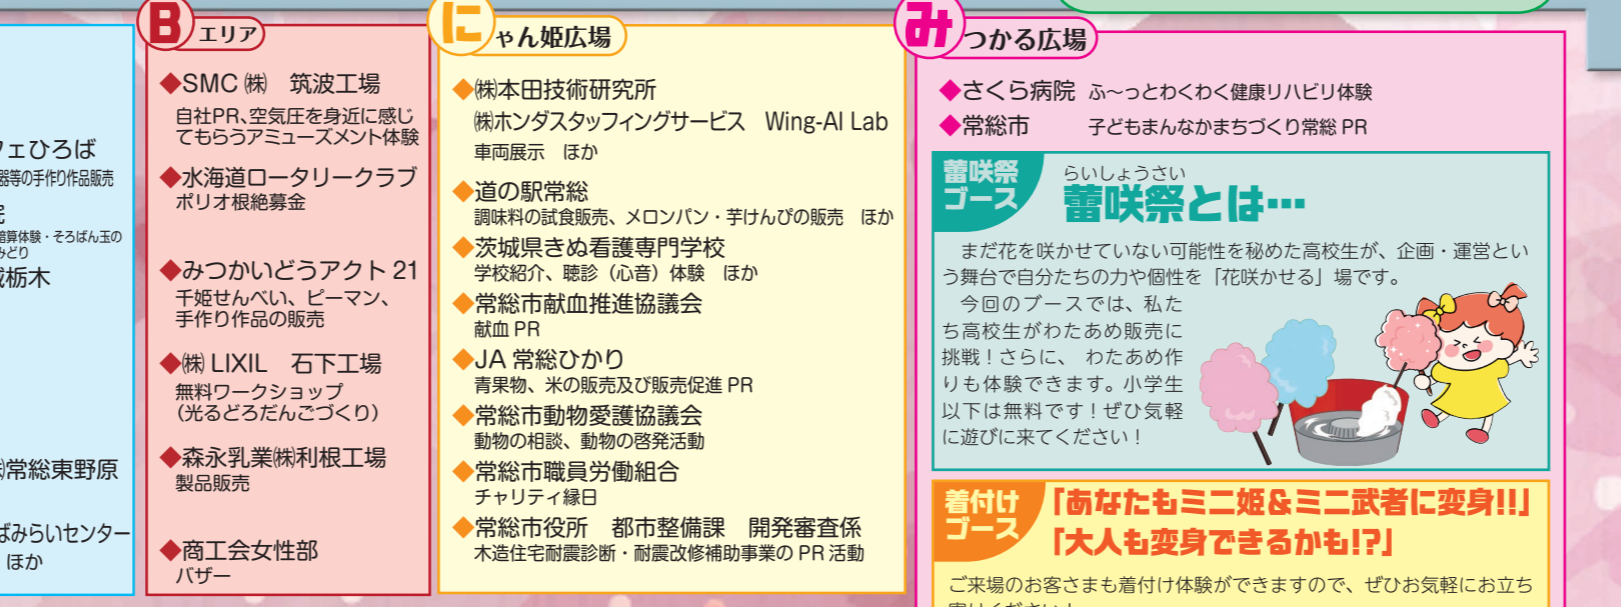 フェひろば
器等の手作り作品販売
暗算体験・そろばん玉の
みどり
栃木
常総東野原
ばみらいセンター
ほか
Bエリア
◆SMC㈱　筑波工場
自社PR、空気圧を身近に感じ
てもらうアミューズメント体験
◆水海道ロータリークラブ
ポリオ根絶募金
◆みつかいどうアクト21
千姫せんべい、ピーマン、
手作り作品の販売
◆㈱LIXIL　石下工場
無料ワークショップ
（光るどろだんごづくり）
◆森永乳業㈱利根工場
製品販売
◆商工会女性部
バザー
にゃん姫広場
◆㈱本田技術研究所
㈱ホンダスタッフィングサービス　Wing-AI Lab
車両展示　ほか
◆道の駅常総
調味料の試食販売、メロンパン・芋けんぴの販売　ほか
◆茨城県きぬ看護専門学校
学校紹介、聴診（心音）体験　ほか
◆常総市献血推進協議会
献血PR
◆JA常総ひかり
青果物、米の販売及び販売促進PR
◆常総市動物愛護協議会
動物の相談、動物の啓発活動
◆常総市職員労働組合
チャリティ縁日
◆常総市役所　都市整備課　開発審査係
木造住宅耐震診断・耐震改修補助事業のPR活動
みつかる広場
◆さくら病院　ふ～っとわくわく健康リハビリ体験
◆常総市　子どもまんなかまちづくり常総PR
蕾咲祭
ブース
らいしょうさい
蕾咲祭とは…
まだ花を咲かせていない可能性を秘めた高校生が、企画・運営とい
う舞台で自分たちの力や個性を「花咲かせる」場です。
今回のブースでは、私た
ち高校生がわたあめ販売に
挑戦！さらに、わたあめ作
りも体験できます。小学生
以下は無料です！ぜひ気軽
に遊びに来てください！
着付け
ブース
「あなたもミニ姫&ミニ武者に変身!!」
「大人も変身できるかも!?」
ご来場のお客さまも着付け体験ができますので、ぜひお気軽にお立ち